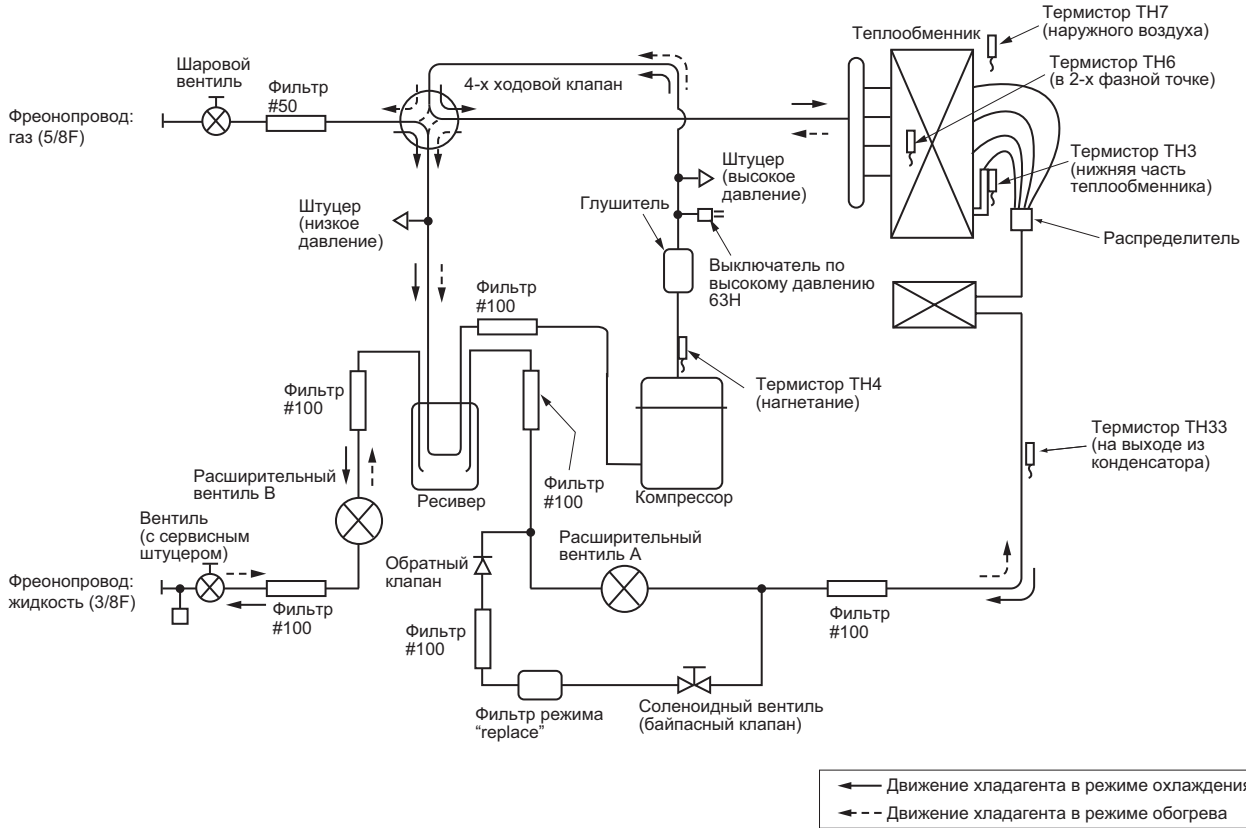 Термистор TH7
(наружного воздуха)
Теплообменник
Термистор TH6
(в 2-х фазной точке)
Шаровой
вентиль
Фильтр
#50
4-х ходовой клапан
Фреонопровод:
газ (5/8F)
Термистор TH3
(нижняя часть
теплообменника)
Штуцер
(высокое
давление)
Штуцер
(низкое
давление)
Глушитель
Распределитель
Выключатель по
высокому давлению
63H
Фильтр
#100
Фильтр
#100
Термистор TH4
(нагнетание)
Термистор TH33
(на выходе из
конденсатора)
Расширительный
вентиль B
Ресивер
Фильтр
#100
Компрессор
Вентиль
(с сервисным
штуцером)
Расширительный
вентиль A
Обратный
клапан
Фреонопровод:
жидкость (3/8F)
Фильтр
#100
Фильтр
#100
Фильтр
#100
Фильтр режима
“replace”
Соленоидный вентиль
(байпасный клапан)
Движение хладагента в режиме охлаждения
Движение хладагента в режиме обогрева